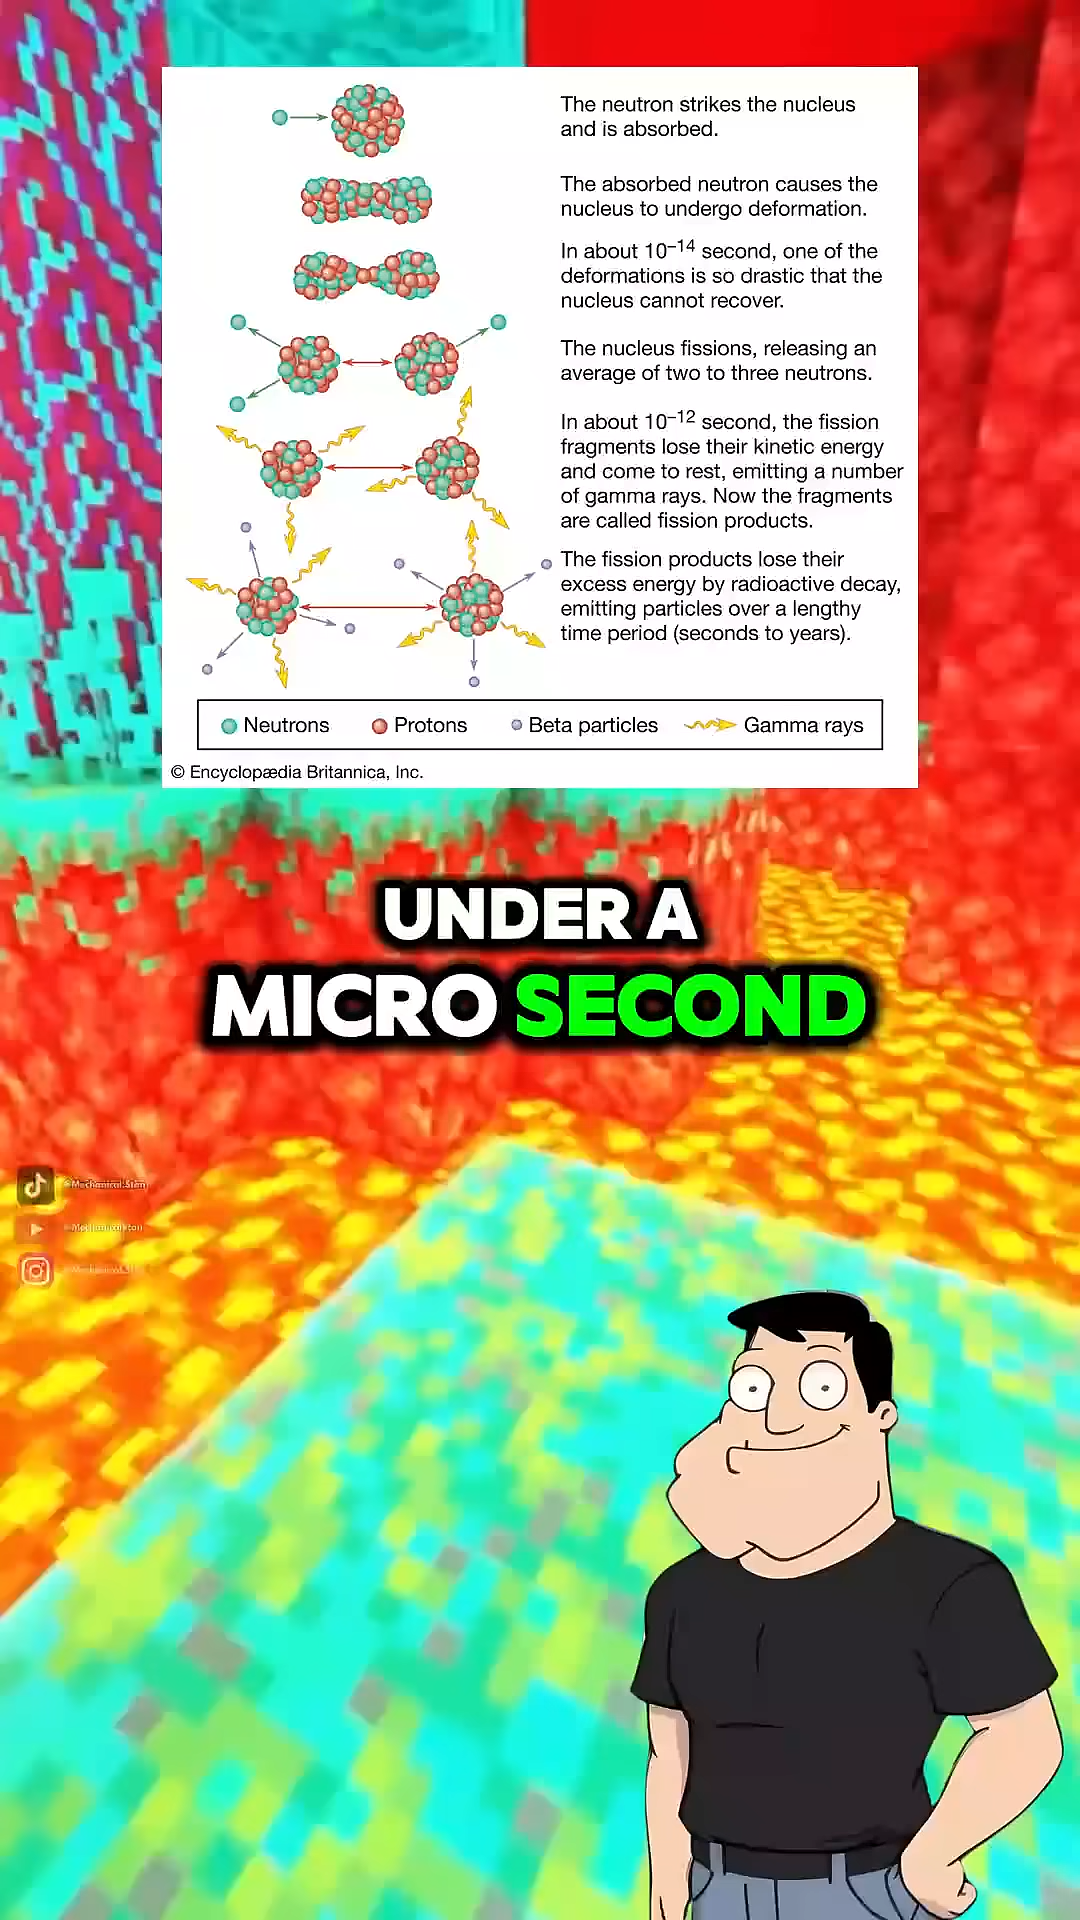 The neutron strikes the nucleus
and is absorbed.
The absorbed neutron causes the
nucleus to undergo deformation.
In about 10⁻¹⁴ second, one of the
deformations is so drastic that the
nucleus cannot recover.
The nucleus fissions, releasing an
average of two to three neutrons.
In about 10⁻¹² second, the fission
fragments lose their kinetic energy
and come to rest, emitting a number
of gamma rays. Now the fragments
are called fission products.
The fission products lose their
excess energy by radioactive decay,
emitting particles over a lengthy
time period (seconds to years).
Neutrons Protons Beta particles Gamma rays
© Encyclopædia Britannica, Inc.
UNDER A
MICRO SECOND